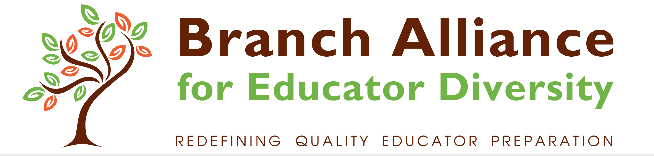 Branch Alliance
for Educator Diversity
REDEFINING QUALITY EDUCATOR PREPARATION